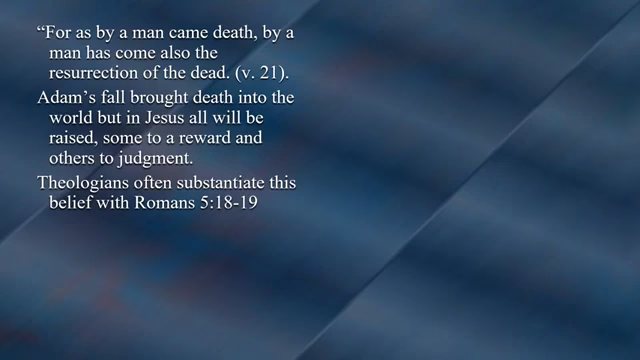 “For as by a man came death, by a
man has come also the
resurrection of the dead. (v. 21).
Adam’s fall brought death into the
world but in Jesus all will be
raised, some to a reward and
others to judgment.
Theologians often substantiate this
belief with Romans 5:18-19